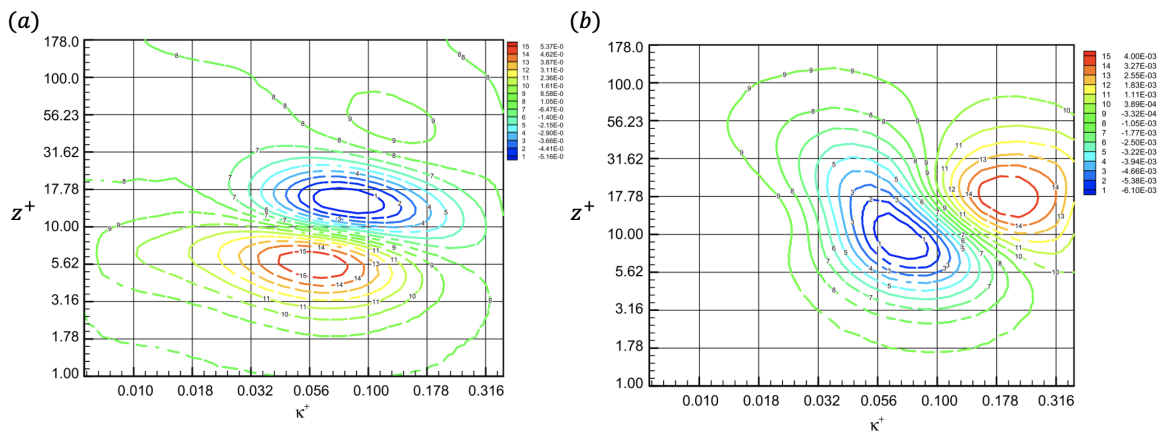 (a)
178.0
100.0
56.23
31.62
17.78
10.00
5.62
3.16
1.78
1.00
z+
0.010 0.018 0.032 0.056 0.100 0.178 0.316
κ+
15 5.37E-0
14 4.62E-0
13 3.87E-0
12 3.11E-0
11 2.36E-0
10 1.61E-0
9 8.58E-0
8 1.05E-0
7 -6.47E-0
6 -1.40E-0
5 -2.15E-0
4 -2.90E-0
3 -3.66E-0
2 -4.41E-0
1 -5.16E-0
(b)
178.0
100.0
56.23
31.62
17.78
10.00
5.62
3.16
1.78
1.00
z+
0.010 0.018 0.032 0.056 0.100 0.178 0.316
κ+
15 4.00E-03
14 3.27E-03
13 2.55E-03
12 1.83E-03
11 1.11E-03
10 3.89E-04
9 -3.32E-04
8 -1.05E-03
7 -1.77E-03
6 -2.50E-03
5 -3.22E-03
4 -3.94E-03
3 -4.66E-03
2 -5.38E-03
1 -6.10E-03